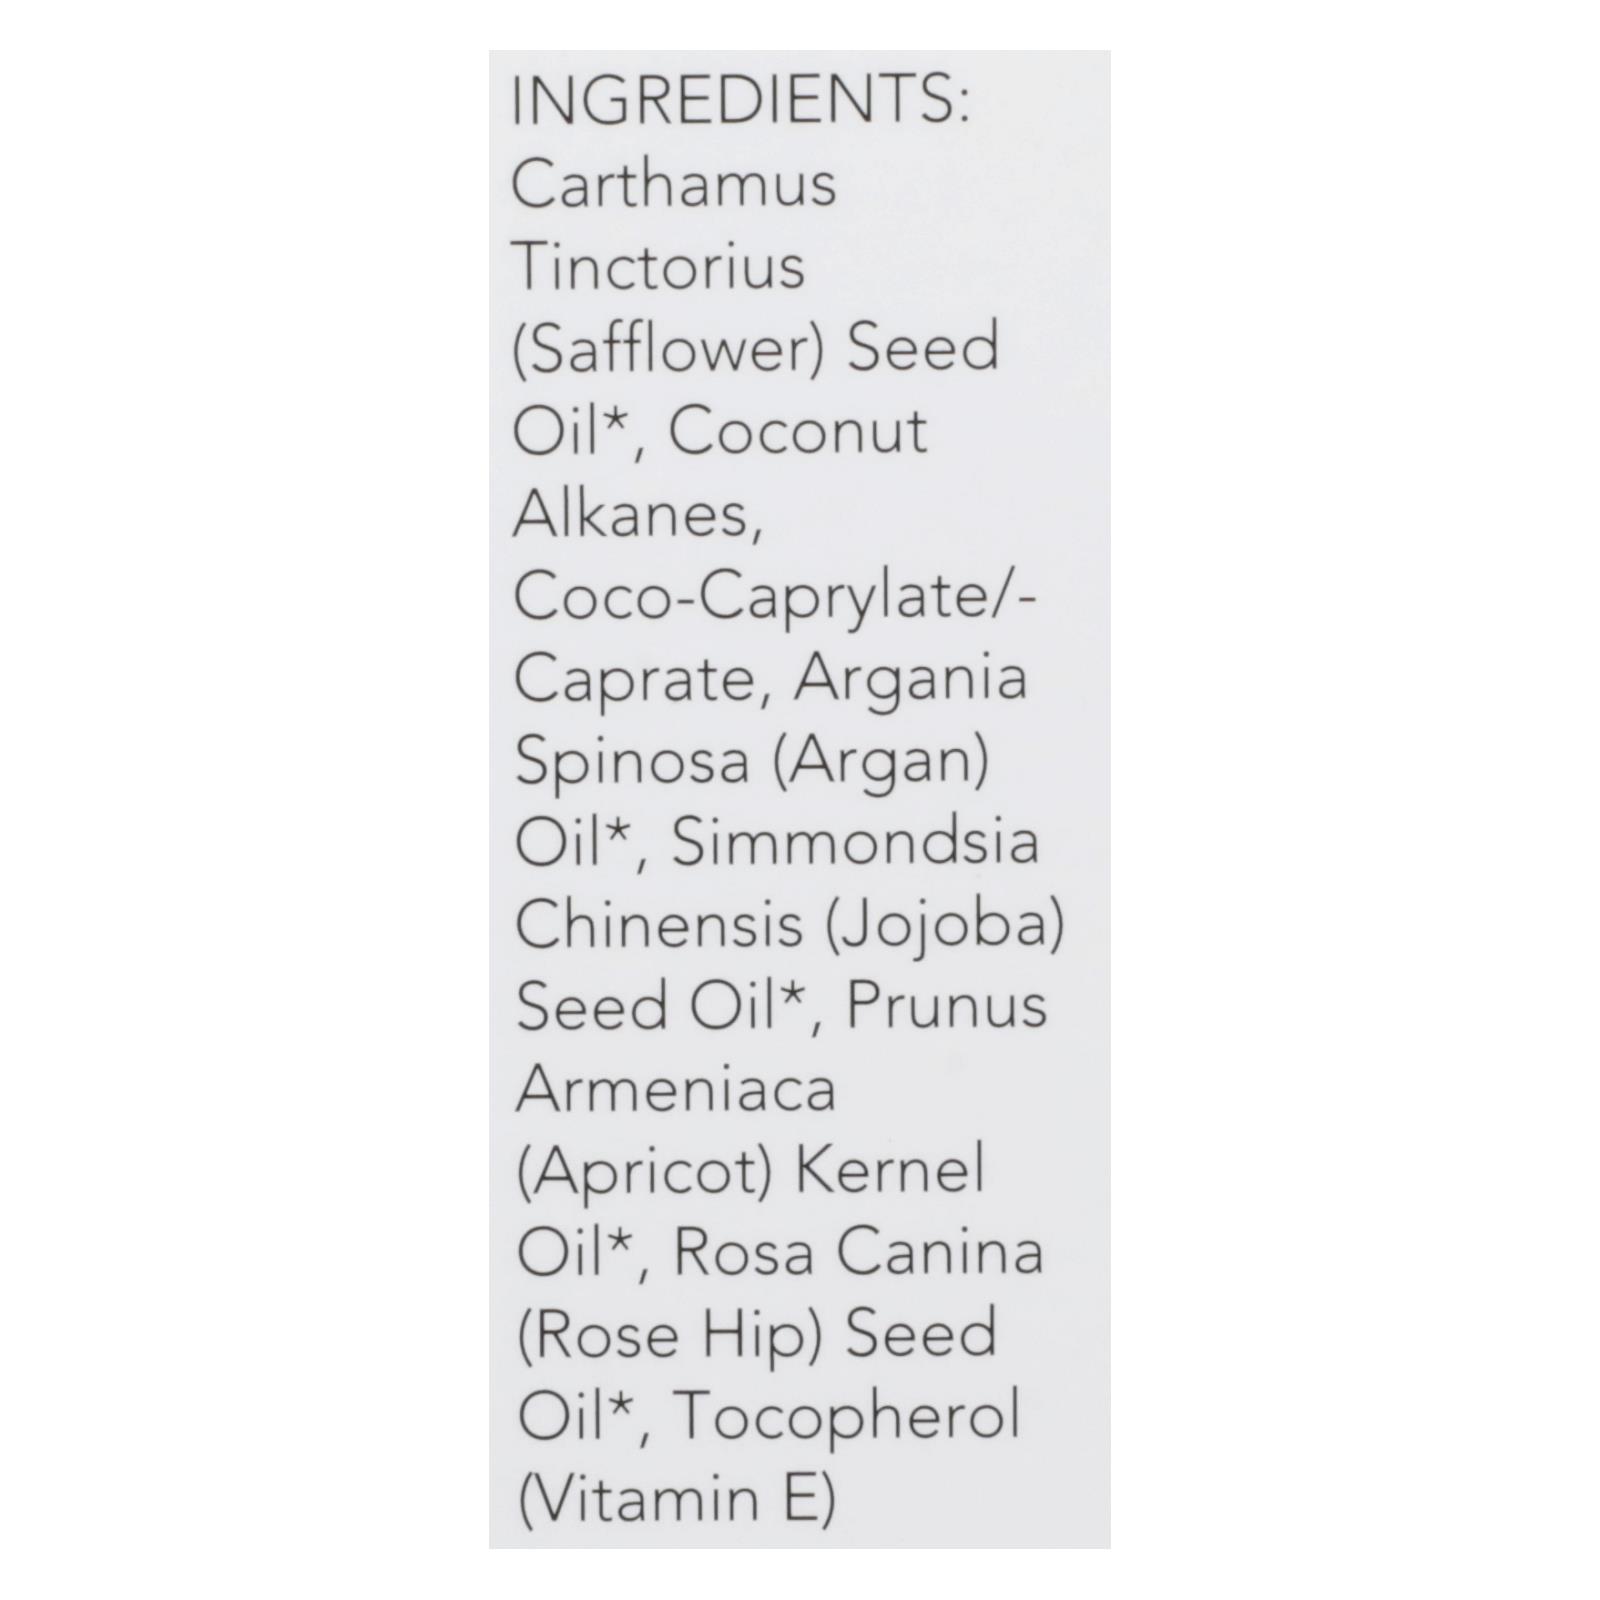 INGREDIENTS:
Carthamus
Tinctorius
(Safflower) Seed
Oil*, Coconut
Alkanes,
Coco-Caprylate/-
Caprate, Argania
Spinosa (Argan)
Oil*, Simmondsia
Chinensis (Jojoba)
Seed Oil*, Prunus
Armeniaca
(Apricot) Kernel
Oil*, Rosa Canina
(Rose Hip) Seed
Oil*, Tocopherol
(Vitamin E)